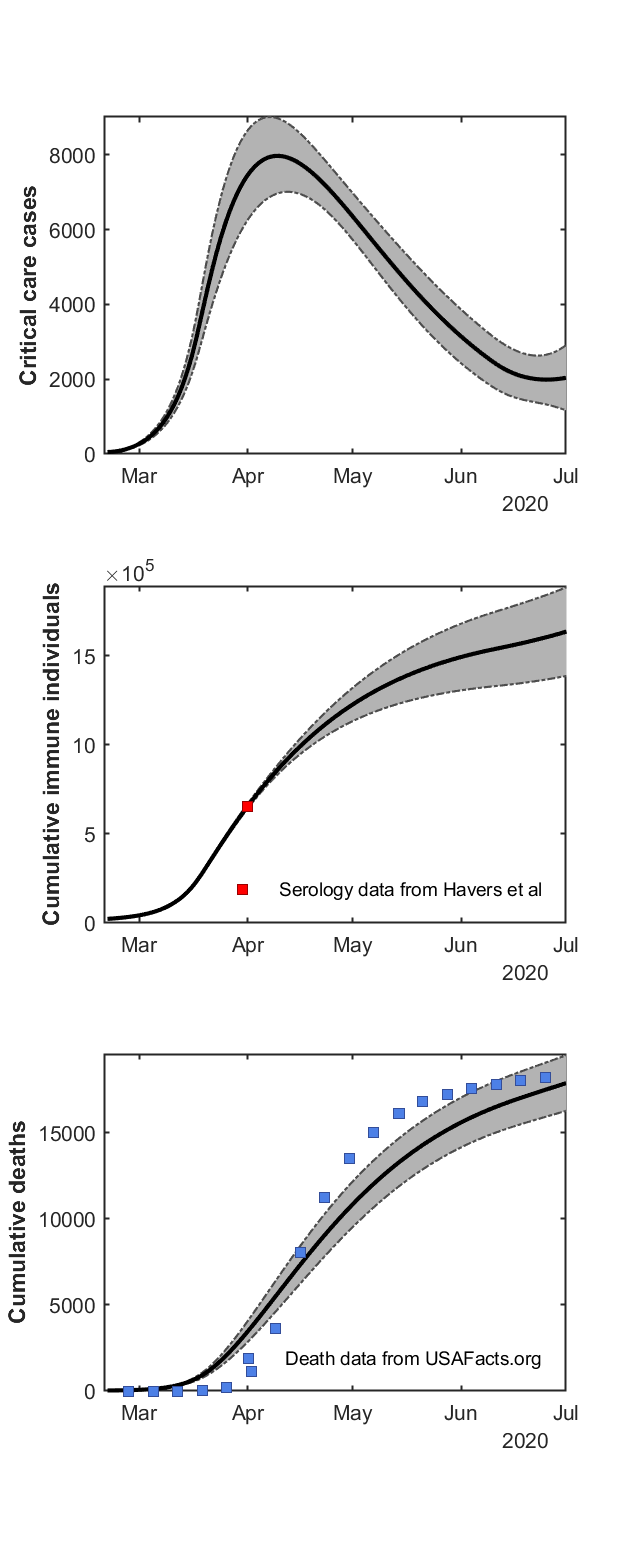 Critical care cases
8000
6000
4000
2000
0
Mar Apr May Jun Jul
2020
×10^5
Cumulative immune individuals
15
10
5
0
Serology data from Havers et al
Mar Apr May Jun Jul
2020
Cumulative deaths
15000
10000
5000
0
Death data from USAFacts.org
Mar Apr May Jun Jul
2020